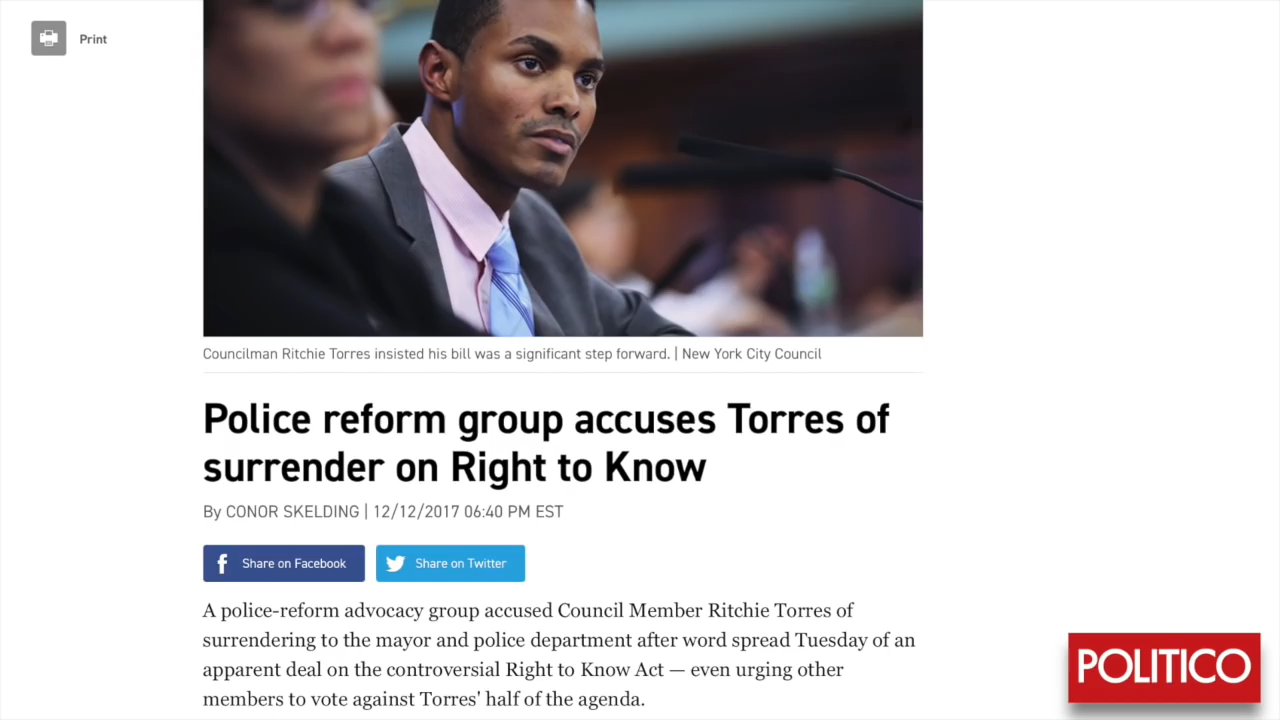 Print
Councilman Ritchie Torres insisted his bill was a significant step forward. | New York City Council
Police reform group accuses Torres of
surrender on Right to Know
By CONOR SKELDING | 12/12/2017 06:40 PM EST
Share on Facebook
Share on Twitter
A police-reform advocacy group accused Council Member Ritchie Torres of
surrendering to the mayor and police department after word spread Tuesday of an
apparent deal on the controversial Right to Know Act — even urging other
members to vote against Torres' half of the agenda.
POLITICO